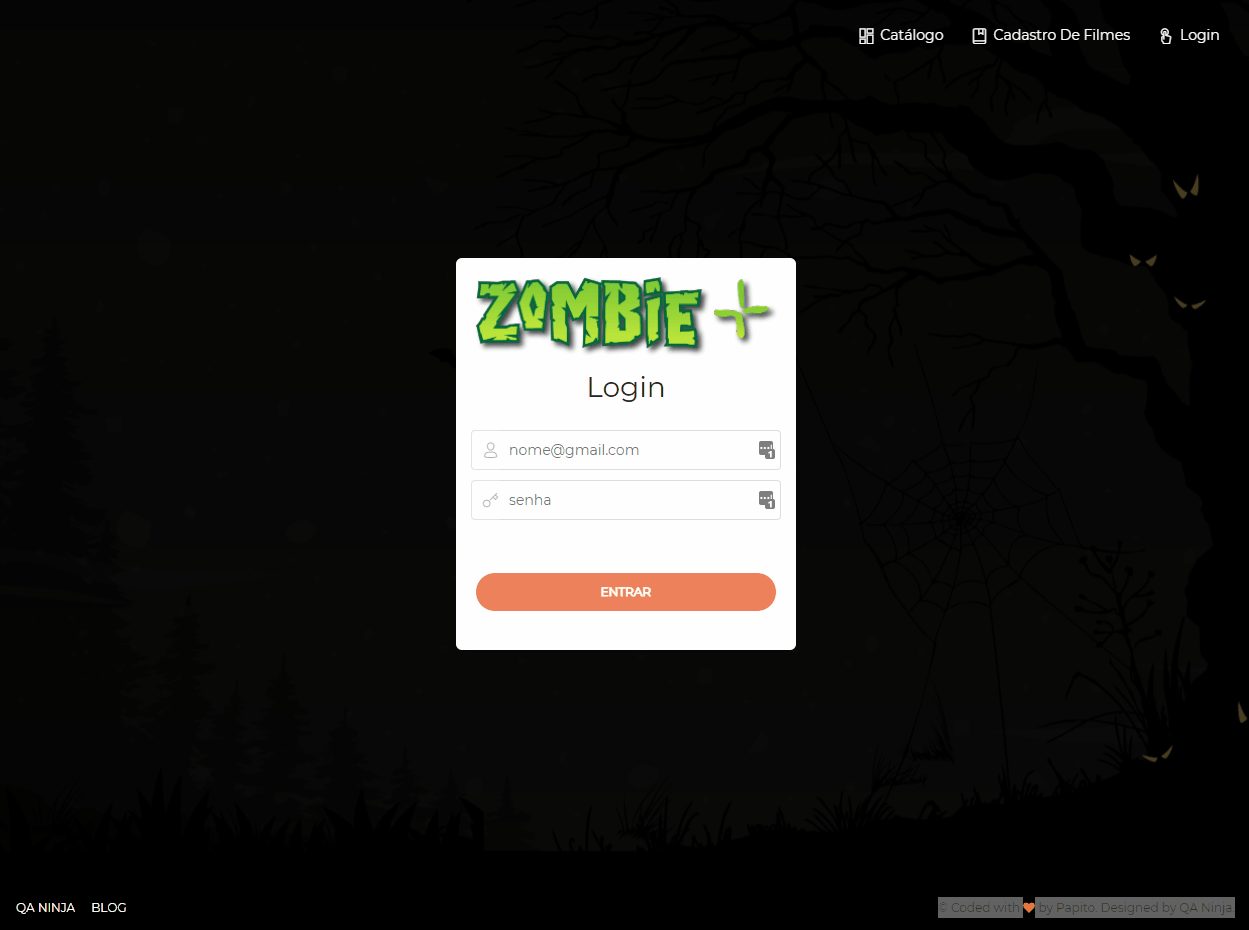 Catálogo Cadastro De Filmes Login
ZOMBIE +
Login
nome@gmail.com
senha
ENTRAR
QA NINJA BLOG © Coded with ♥ by Papito. Designed by QA Ninja.